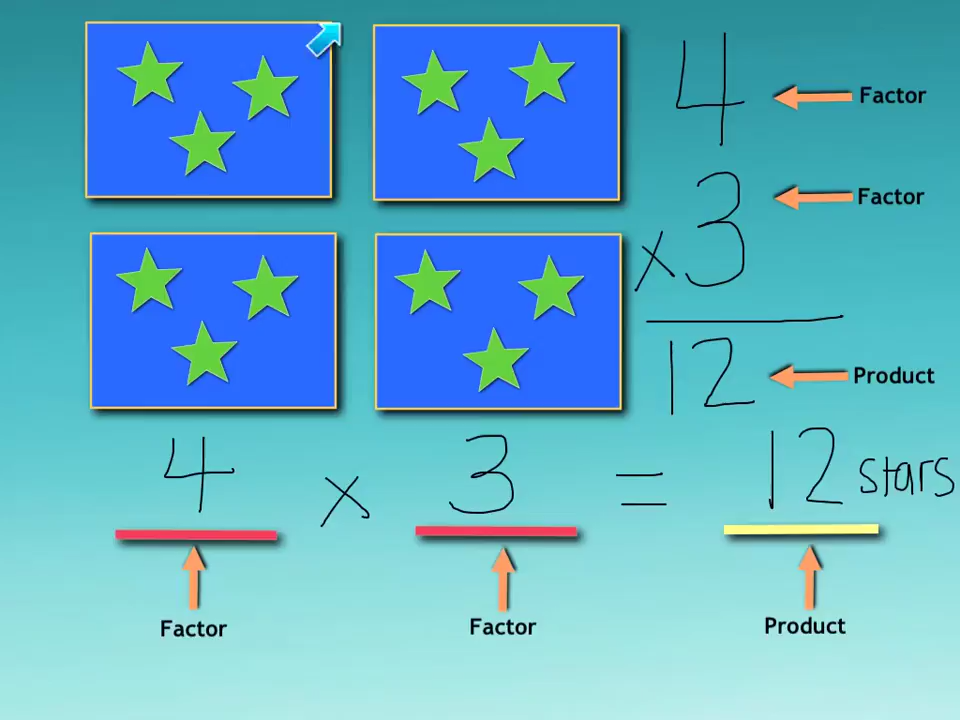 4 Factor
Factor
x 3
12 Product
4 x 3 = 12 stars
Factor Factor Product